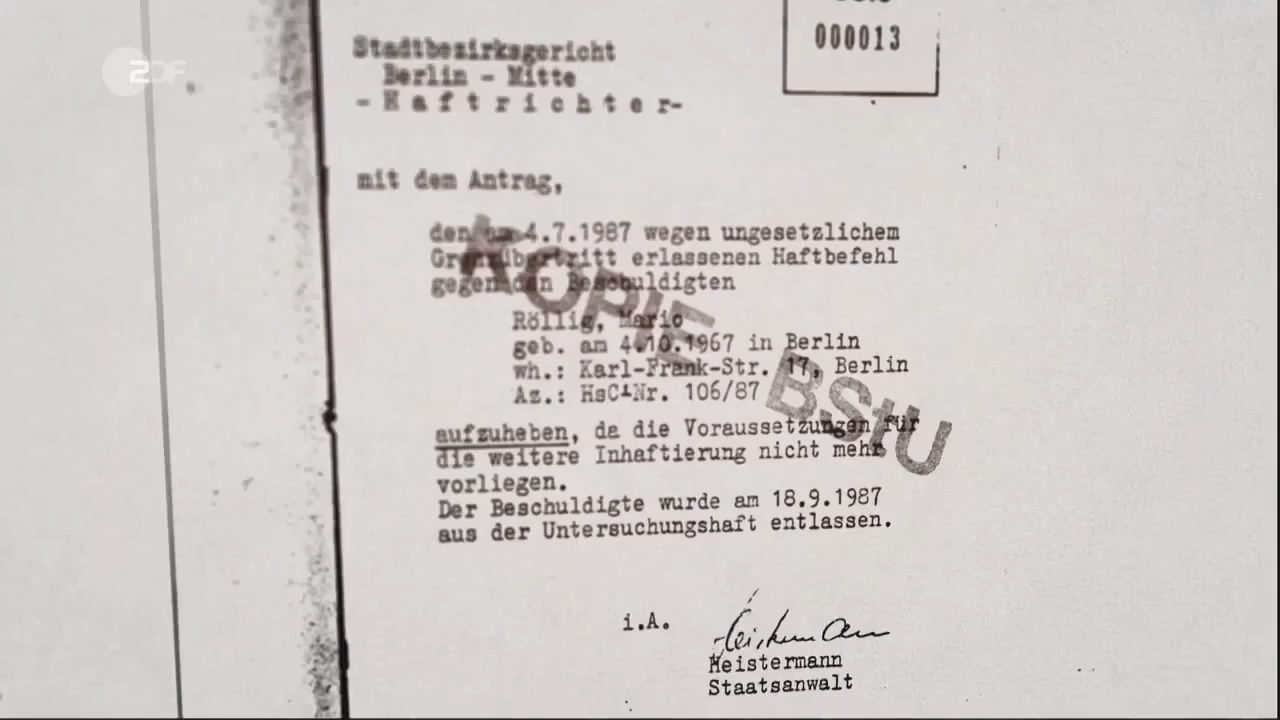 000013
ZDF
Stadtbezirksgericht
Berlin - Mitte
- H a f t r i c h t e r-
mit dem Antrag,
den am 4.7.1987 wegen ungesetzlichem
Grenzübertritt erlassenen Haftbefehl
gegen den Beschuldigten
Röllig, Mario
geb. am 4.10.1967 in Berlin
wh.: Karl-Frank-Str. 17, Berlin
Az.: Nr. 106/87
KOPIE BStU
aufzuheben, da die Voraussetzungen für
die weitere Inhaftierung nicht mehr
vorliegen.
Der Beschuldigte wurde am 18.9.1987
aus der Untersuchungshaft entlassen.
i.A.
Meistermann
Staatsanwalt